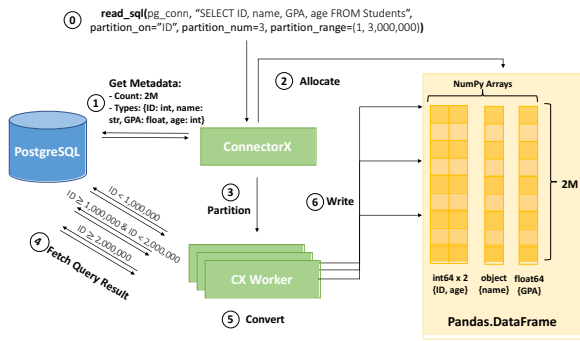 0
read_sql(pg_conn, “SELECT ID, name, GPA, age FROM Students”,
partition_on=”ID”, partition_num=3, partition_range=(1, 3,000,000))
Get Metadata:
- Count: 2M
- Types: {ID: int, name:
str, GPA: float, age: int}
1
2 Allocate
NumPy Arrays
PostgreSQL
ConnectorX
3
Partition
6 Write
2M
ID < 1,000,000
ID ≥ 1,000,000 & ID < 2,000,000
ID ≥ 2,000,000
4
Fetch Query Result
CX Worker
5 Convert
int64 x 2
{ID, age}
object
{name}
float64
{GPA}
Pandas.DataFrame